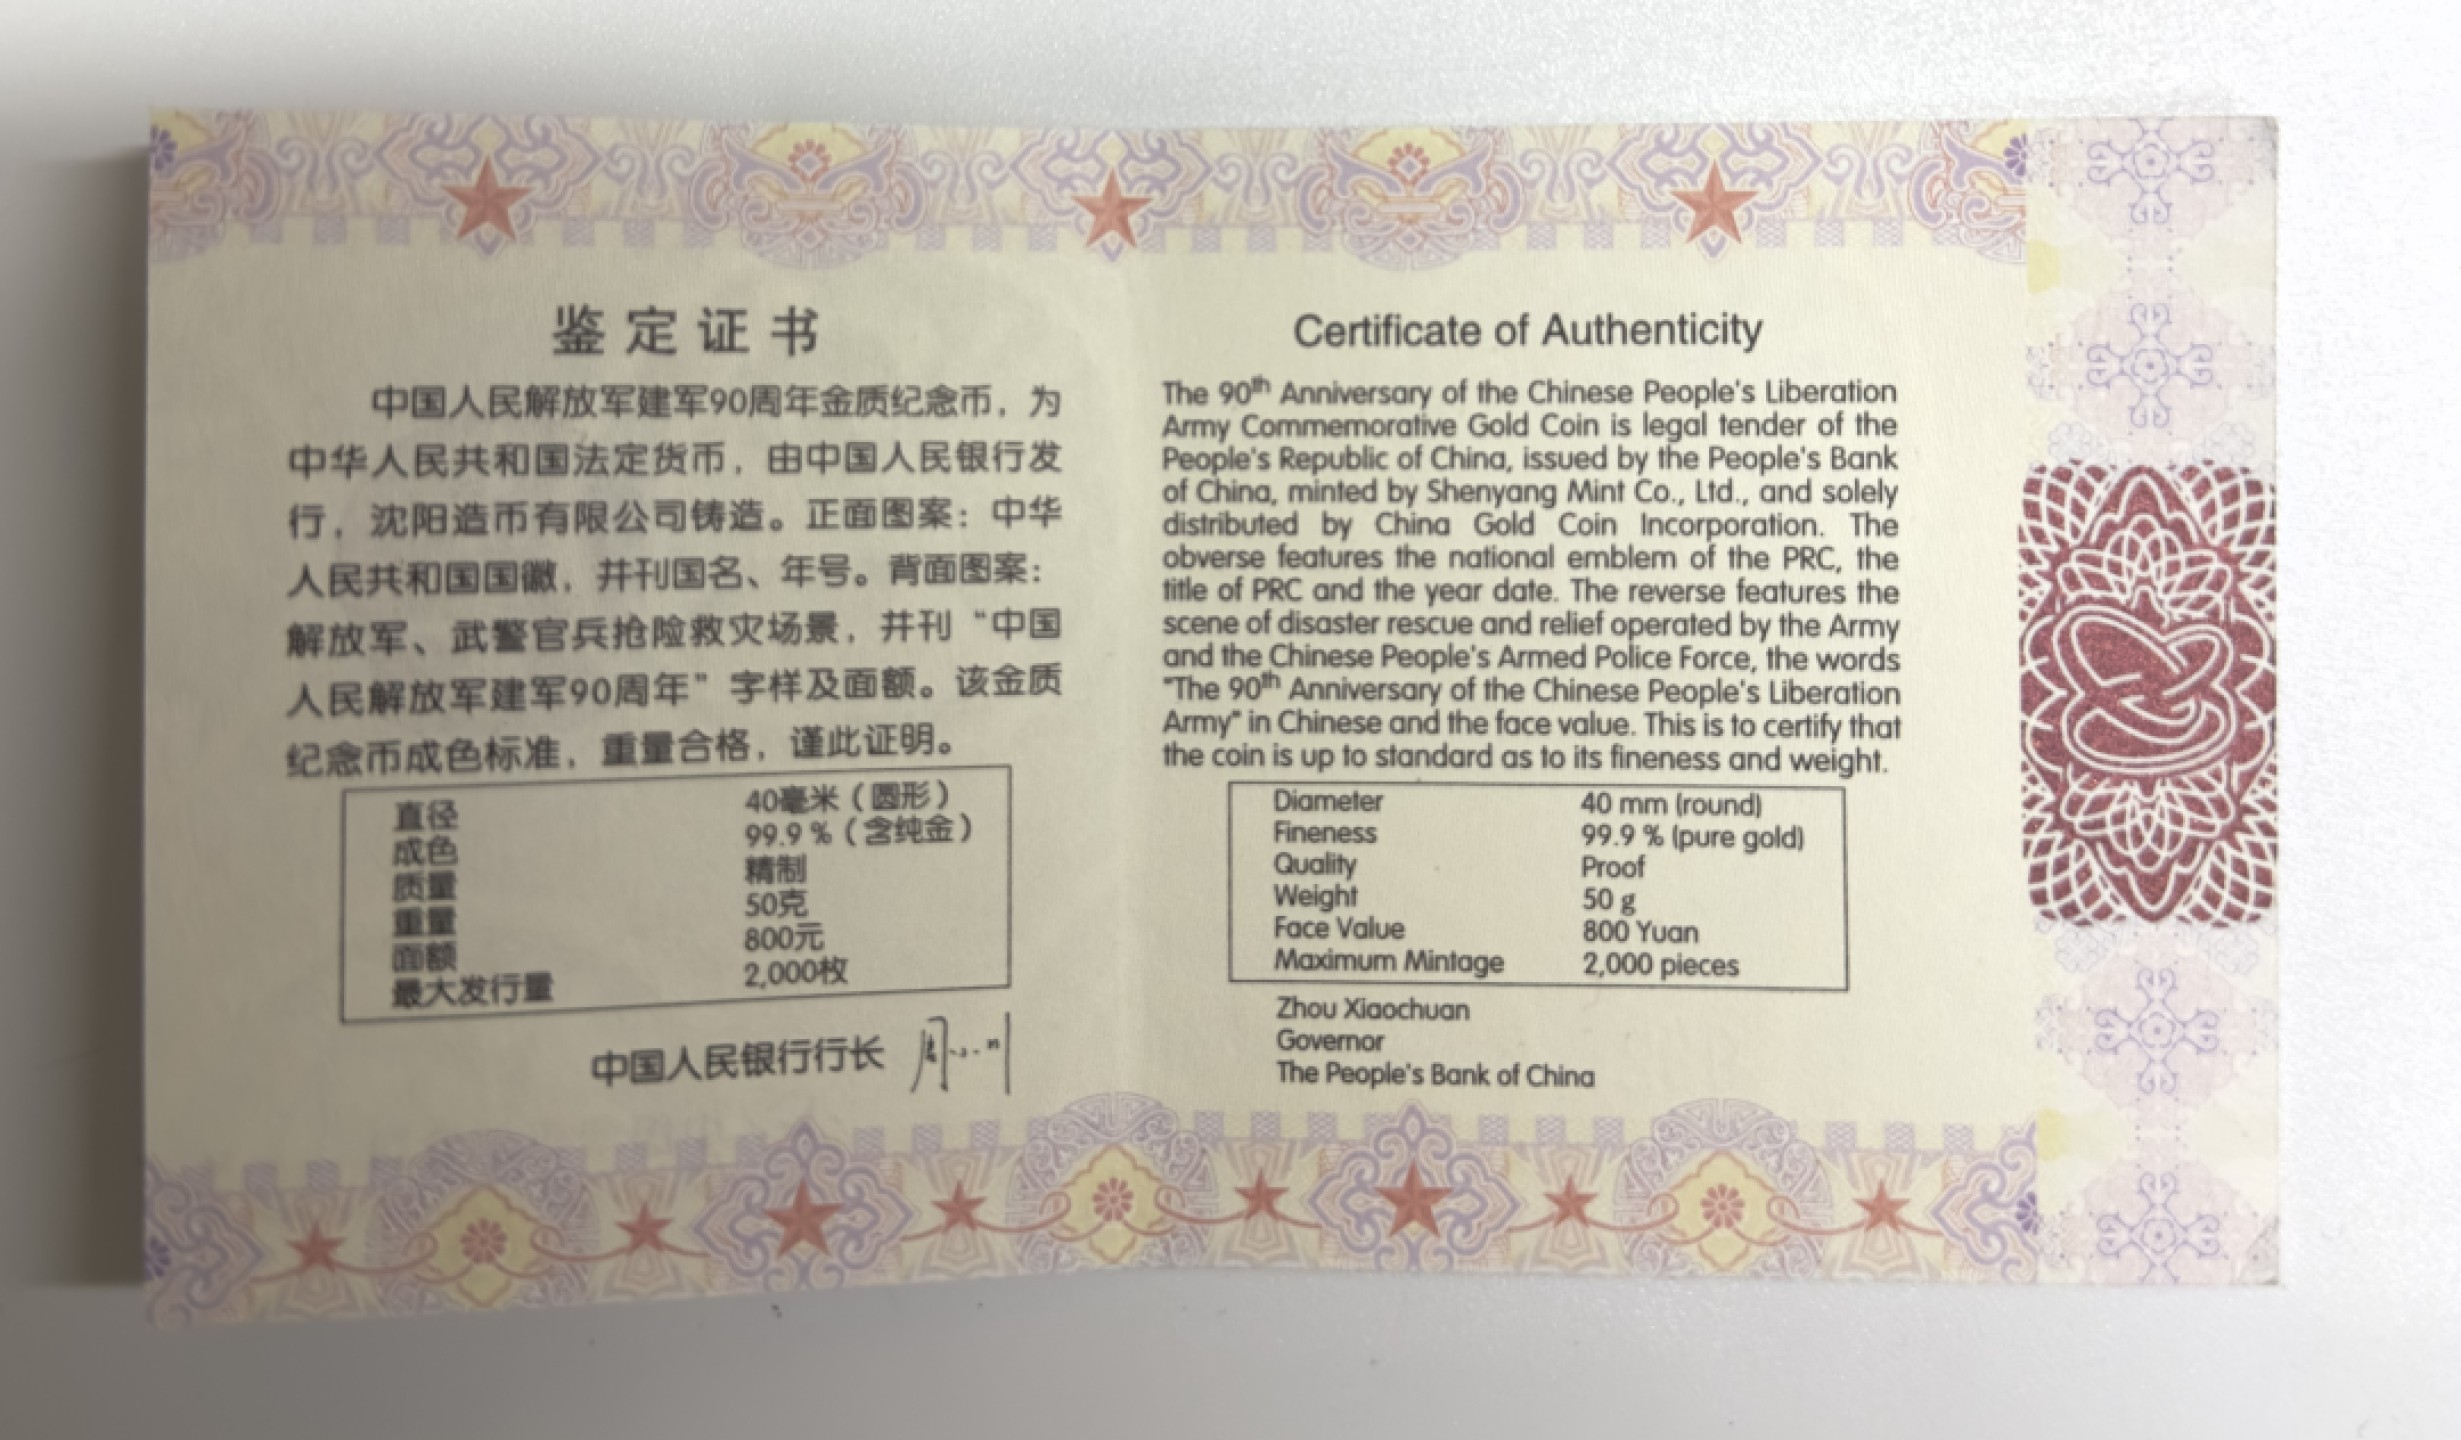 鉴定证书
中国人民解放军建军90周年金质纪念币，为
中华人民共和国法定货币，由中国人民银行发
行，沈阳造币有限公司铸造。正面图案：中华
人民共和国国徽，并刊国名、年号。背面图案：
解放军、武警官兵抢险救灾场景，并刊“中国
人民解放军建军90周年”字样及面额。该金质
纪念币成色标准，重量合格，谨此证明。
直径 40毫米（圆形）
成色 99.9％（含纯金）
质量 精制
重量 50克
面额 800元
最大发行量 2,000枚
中国人民银行行长 周小川
Certificate of Authenticity
The 90th Anniversary of the Chinese People's Liberation
Army Commemorative Gold Coin is legal tender of the
People's Republic of China, issued by the People's Bank
of China, minted by Shenyang Mint Co., Ltd., and solely
distributed by China Gold Coin Incorporation. The
obverse features the national emblem of the PRC, the
title of PRC and the year date. The reverse features the
scene of disaster rescue and relief operated by the Army
and the Chinese People's Armed Police Force, the words
"The 90th Anniversary of the Chinese People's Liberation
Army" in Chinese and the face value. This is to certify that
the coin is up to standard as to its fineness and weight.
Diameter 40 mm (round)
Fineness 99.9 % (pure gold)
Quality Proof
Weight 50 g
Face Value 800 Yuan
Maximum Mintage 2,000 pieces
Zhou Xiaochuan
Governor
The People's Bank of China